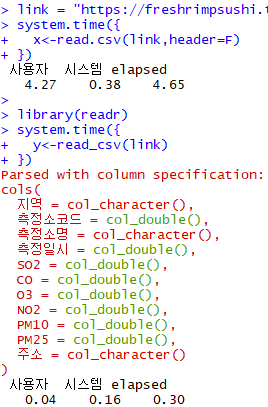 > link = "https://freshrimpsushi.t
> system.time({
+   x<-read.csv(link,header=F)
+ })
사용자  시스템 elapsed
4.27    0.38    4.65
>
> library(readr)
> system.time({
+   y<-read_csv(link)
+ })
Parsed with column specification:
cols(
지역 = col_character(),
측정소코드 = col_double(),
측정소명 = col_character(),
측정일시 = col_double(),
SO2 = col_double(),
CO = col_double(),
O3 = col_double(),
NO2 = col_double(),
PM10 = col_double(),
PM25 = col_double(),
주소 = col_character()
)
사용자  시스템 elapsed
0.04    0.16    0.30